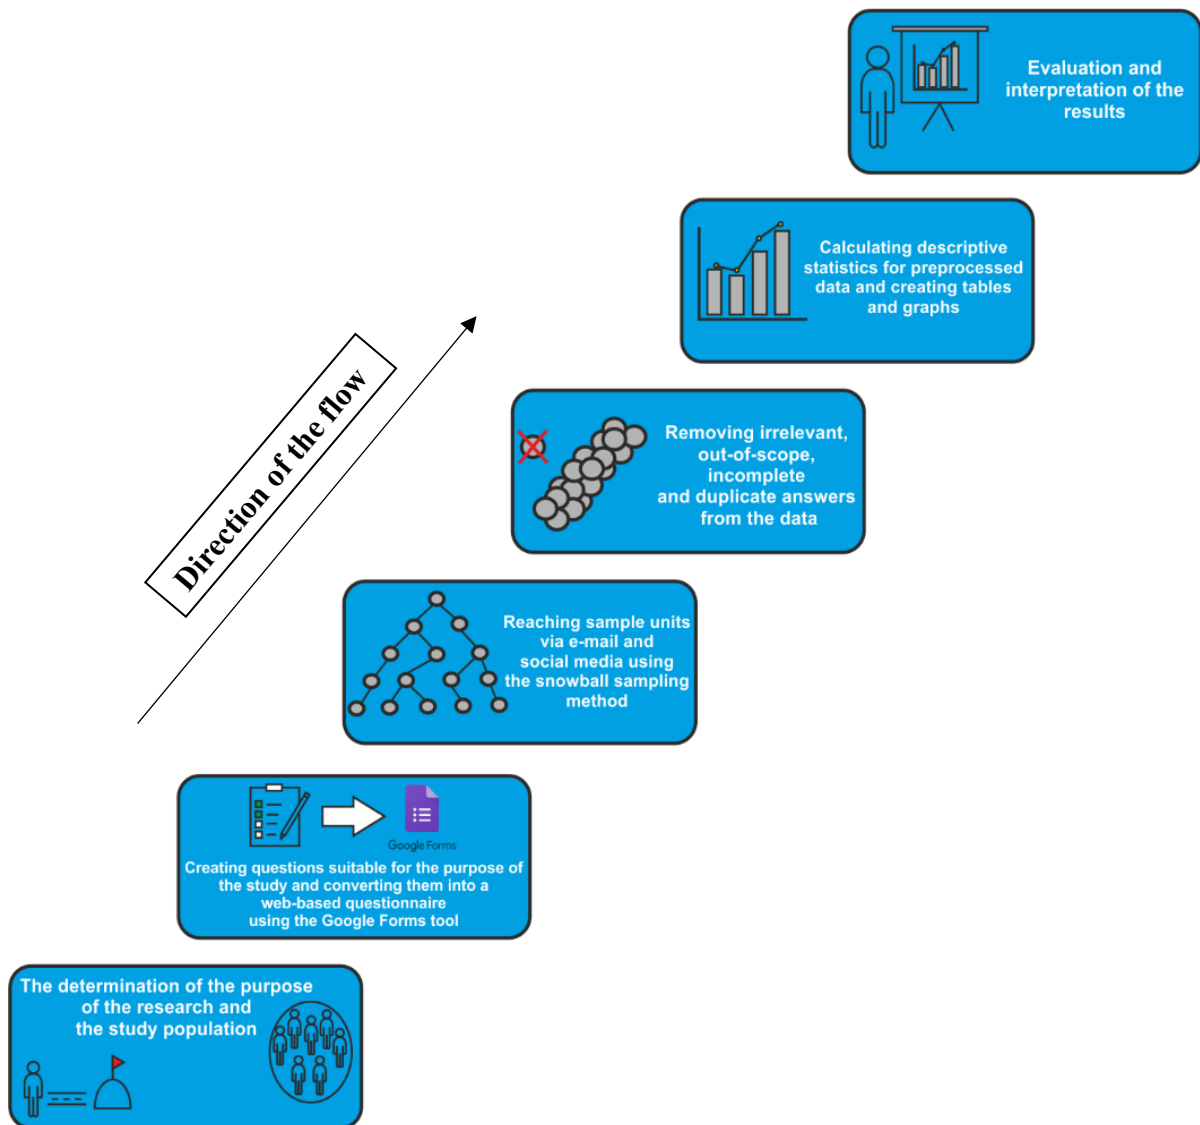 Evaluation and
interpretation of the
results
Calculating descriptive
statistics for preprocessed
data and creating tables
and graphs
Direction of the flow
Removing irrelevant,
out-of-scope,
incomplete
and duplicate answers
from the data
Reaching sample units
via e-mail and
social media using
the snowball sampling
method
Google Forms
Creating questions suitable for the purpose of
the study and converting them into a
web-based questionnaire
using the Google Forms tool
The determination of the purpose
of the research and
the study population